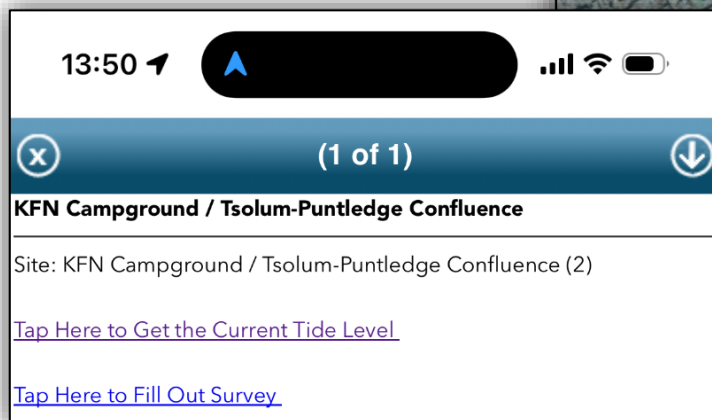 13:50
(1 of 1)
KFN Campground / Tsolum-Puntledge Confluence
Site: KFN Campground / Tsolum-Puntledge Confluence (2)
Tap Here to Get the Current Tide Level
Tap Here to Fill Out Survey